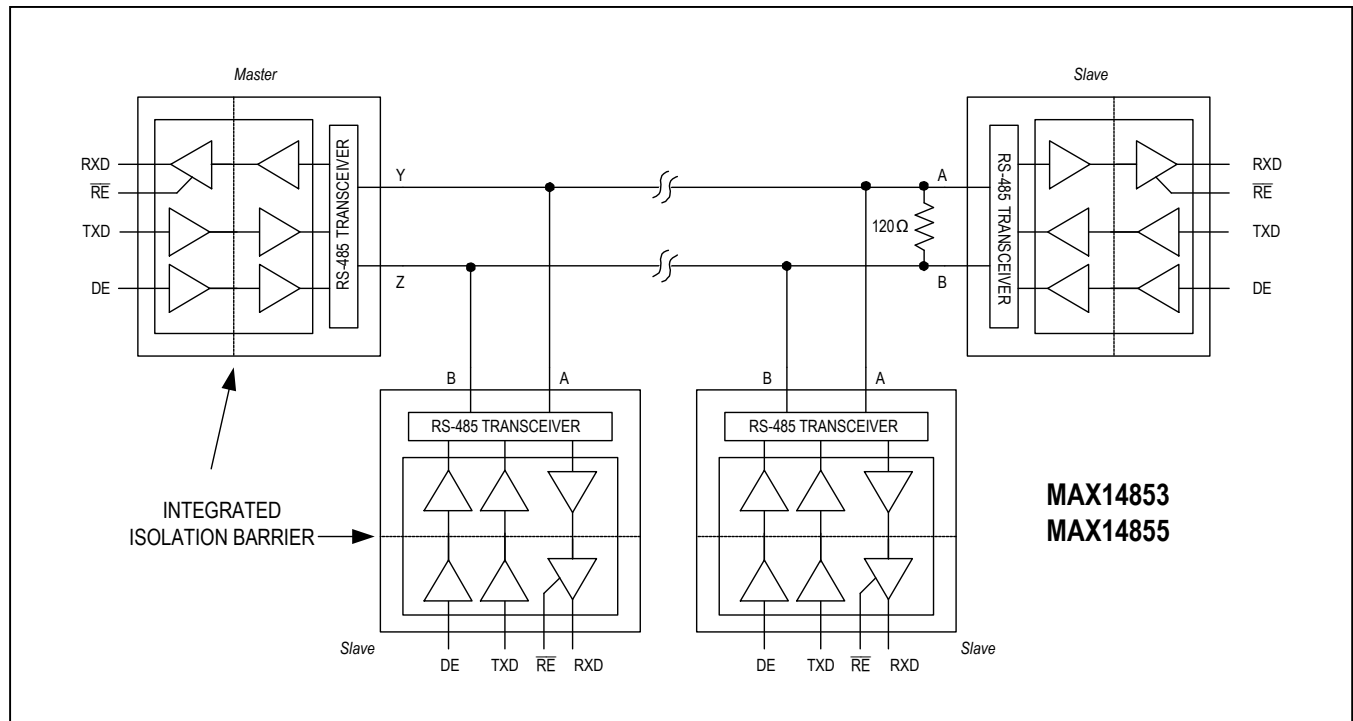 Master
Slave
RXD
RE
TXD
DE
RS-485 TRANSCEIVER
Y
Z
A
120Ω
B
RS-485 TRANSCEIVER
RXD
RE
TXD
DE
B
A
RS-485 TRANSCEIVER
B
A
RS-485 TRANSCEIVER
INTEGRATED
ISOLATION BARRIER
MAX14853
MAX14855
Slave
DE
TXD
RE
RXD
DE
TXD
RE
RXD
Slave